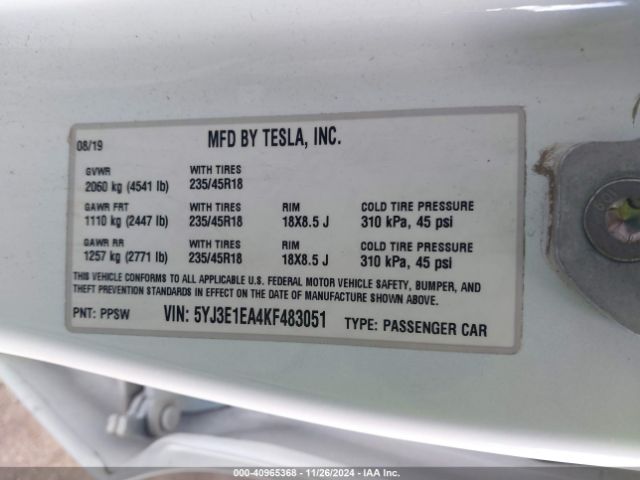 08/19 MFD BY TESLA, INC.
GVWR WITH TIRES
2060 kg (4541 lb) 235/45R18
GAWR FRT WITH TIRES RIM COLD TIRE PRESSURE
1110 kg (2447 lb) 235/45R18 18X8.5 J 310 kPa, 45 psi
GAWR RR WITH TIRES RIM COLD TIRE PRESSURE
1257 kg (2771 lb) 235/45R18 18X8.5 J 310 kPa, 45 psi
THIS VEHICLE CONFORMS TO ALL APPLICABLE U.S. FEDERAL MOTOR VEHICLE SAFETY, BUMPER, AND
THEFT PREVENTION STANDARDS IN EFFECT ON THE DATE OF MANUFACTURE SHOWN ABOVE.
PNT: PPSW VIN: 5YJ3E1EA4KF483051 TYPE: PASSENGER CAR
000-40965368 - 11/26/2024 - IAA Inc.